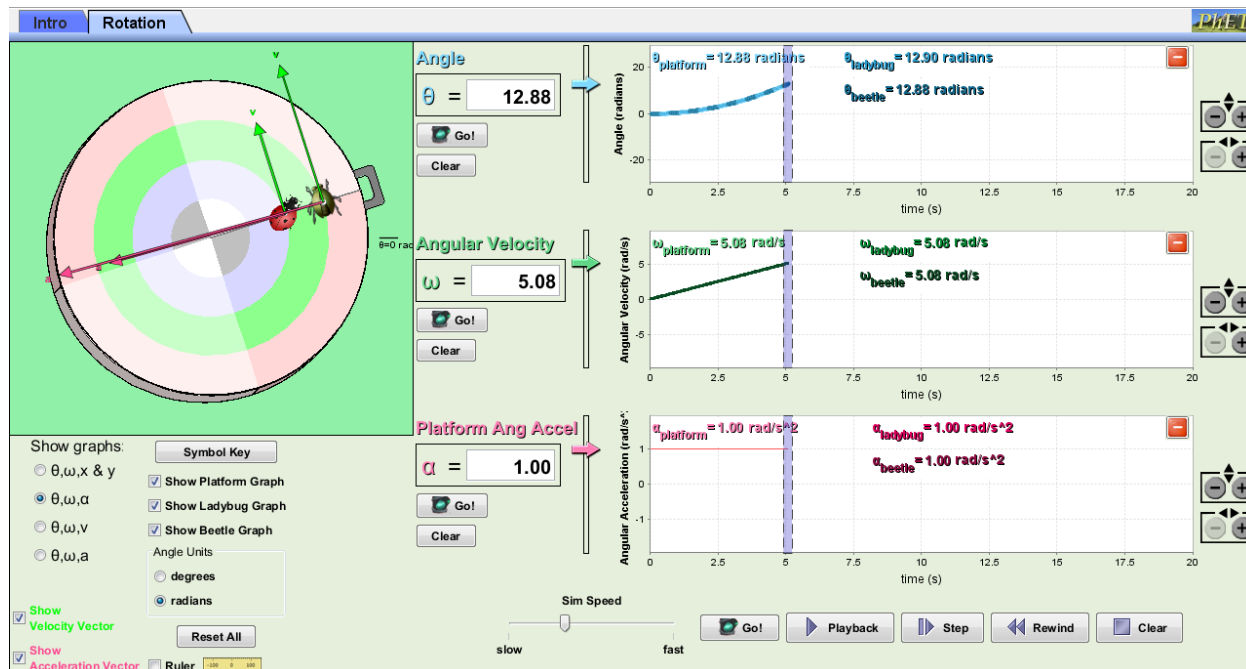 Intro Rotation PhET
Angle
θ = 12.88
Go!
Clear
θplatform = 12.88 radians
θladybug = 12.90 radians
θbeetle = 12.88 radians
Angle (radians)
20
0
-20
0 2.5 5 7.5 10 12.5 15 17.5 20
time (s)
v
v
a
a
θ=0 rad
Angular Velocity
ω = 5.08
Go!
Clear
ωplatform = 5.08 rad/s
ωladybug = 5.08 rad/s
ωbeetle = 5.08 rad/s
Angular Velocity (rad/s)
5
0
-5
0 2.5 5 7.5 10 12.5 15 17.5 20
time (s)
Platform Ang Accel
α = 1.00
Go!
Clear
αplatform = 1.00 rad/s^2
αladybug = 1.00 rad/s^2
αbeetle = 1.00 rad/s^2
Angular Acceleration (rad/s^2
1
0
-1
0 2.5 5 7.5 10 12.5 15 17.5 20
time (s)
Show graphs:
θ,ω,x & y
θ,ω,α
θ,ω,v
θ,ω,a
Symbol Key
Show Platform Graph
Show Ladybug Graph
Show Beetle Graph
Angle Units
degrees
radians
Show
Velocity Vector
Show
Acceleration Vector
Reset All
Ruler
-100 0 100
Sim Speed
slow fast
Go! Playback Step Rewind Clear